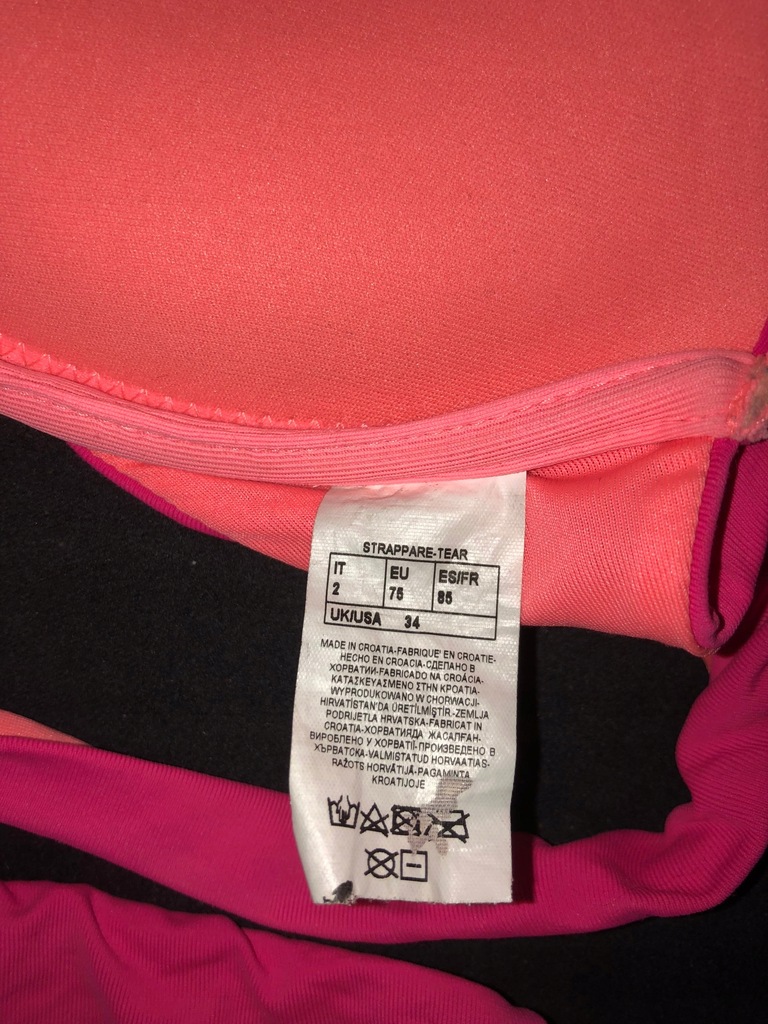 STRAPPARE-TEAR
IT EU ES/FR
2 75 85
UK/USA 34
MADE IN CROATIA-FABRIQUE' EN CROATIE-
HECHO EN CROACIA-СДЕЛАНО В
ХОРВАТИИ-FABRICADO NA CROÁCIA-
ΚΑΤΑΣΚΕΥΑΣΜΕΝΟ ΣΤΗΝ ΚΡΟΑΤΙΑ-
WYPRODUKOWANO W CHORWACJI-
HIRVATİSTAN'DA ÜRETİLMİŞTİR-ZEMLJA
PODRIJETLA HRVATSKA-FABRICAT IN
CROATIA-ХОРВАТИЯДА ЖАСАЛҒАН-
ВИРОБЛЕНО У ХОРВАТІЇ-ПРОИЗВЕДЕНО В
ХЪРВАТСКА-VALMISTATUD HORVAATIAS-
RAŽOTS HORVĀTIJĀ-PAGAMINTA
KROATIJOJE